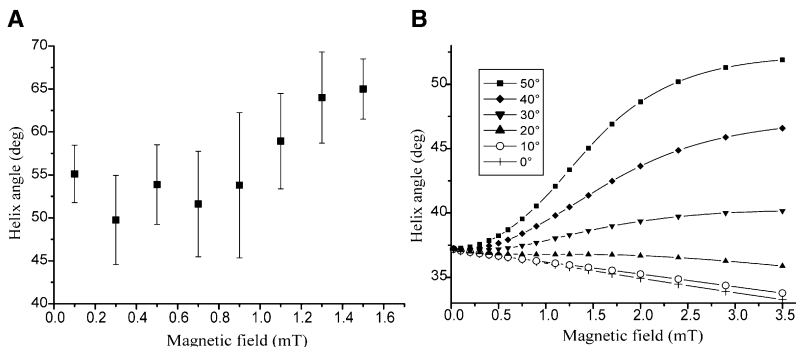 A
70
65
60
55
50
45
40
Helix angle (deg)
0.0 0.2 0.4 0.6 0.8 1.0 1.2 1.4 1.6
Magnetic field (mT)
B
50
45
40
35
Helix angle (deg)
50°
40°
30°
20°
10°
0°
0.0 0.5 1.0 1.5 2.0 2.5 3.0 3.5
Magnetic field (mT)